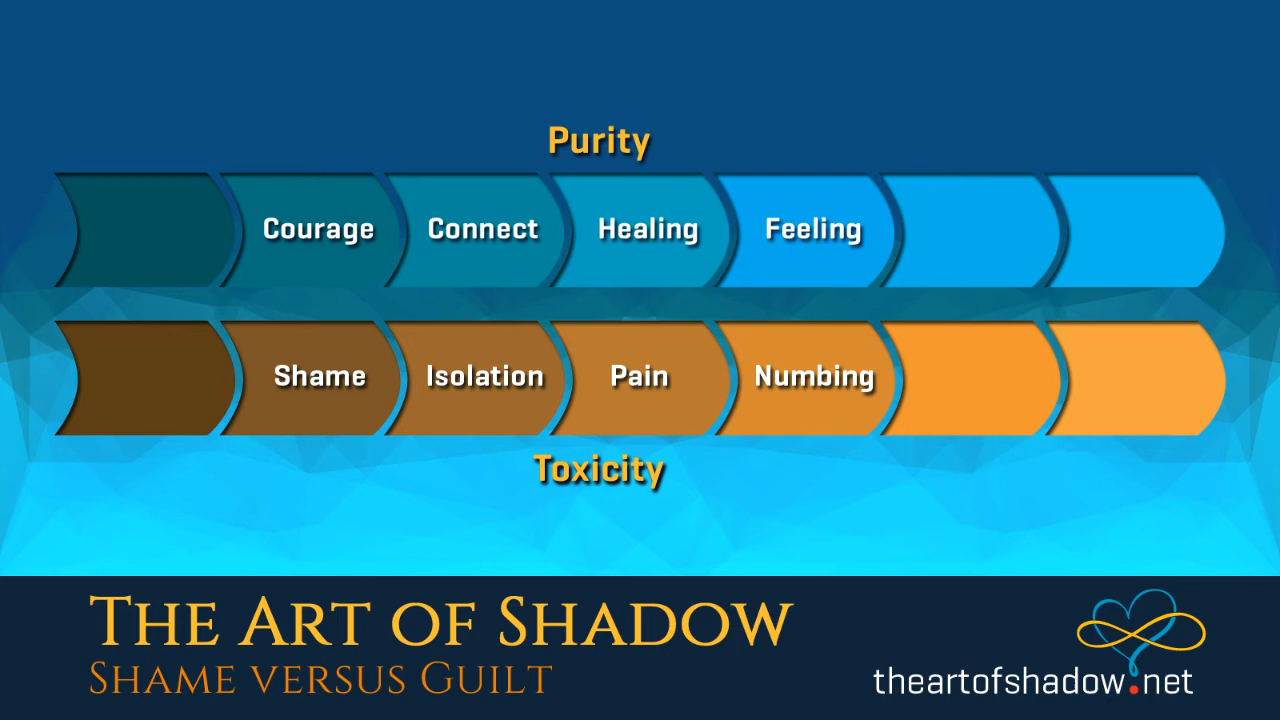 Purity
Courage Connect Healing Feeling
Shame Isolation Pain Numbing
Toxicity
The Art of Shadow
Shame versus Guilt
theartofshadow.net